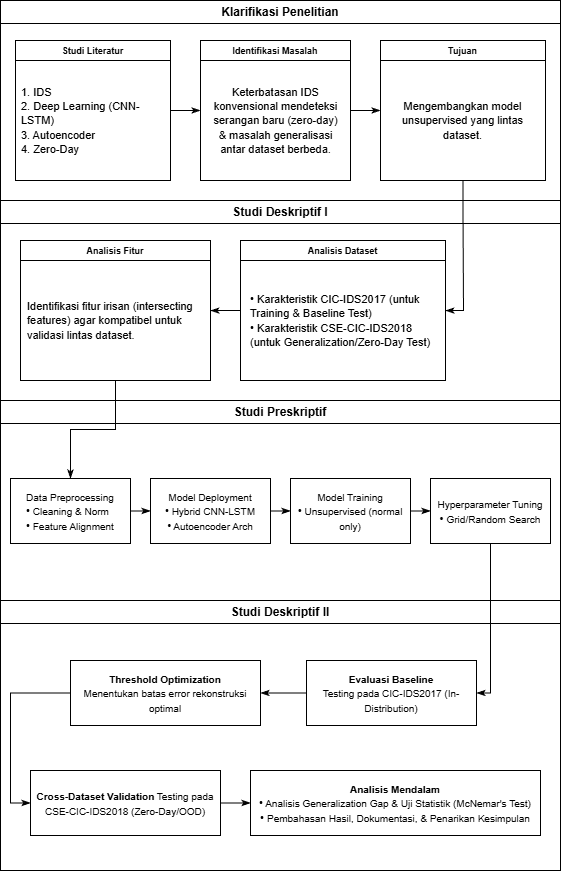 Klarifikasi Penelitian
Studi Literatur
1. IDS
2. Deep Learning (CNN-
LSTM)
3. Autoencoder
4. Zero-Day
Identifikasi Masalah
Keterbatasan IDS
konvensional mendeteksi
serangan baru (zero-day)
& masalah generalisasi
antar dataset berbeda.
Tujuan
Mengembangkan model
unsupervised yang lintas
dataset.
Studi Deskriptif I
Analisis Fitur
Identifikasi fitur irisan (intersecting
features) agar kompatibel untuk
validasi lintas dataset.
Analisis Dataset
• Karakteristik CIC-IDS2017 (untuk
Training & Baseline Test)
• Karakteristik CSE-CIC-IDS2018
(untuk Generalization/Zero-Day Test)
Studi Preskriptif
Data Preprocessing
• Cleaning & Norm
• Feature Alignment
Model Deployment
• Hybrid CNN-LSTM
• Autoencoder Arch
Model Training
• Unsupervised (normal
only)
Hyperparameter Tuning
• Grid/Random Search
Studi Deskriptif II
Threshold Optimization
Menentukan batas error rekonstruksi
optimal
Evaluasi Baseline
Testing pada CIC-IDS2017 (In-
Distribution)
Cross-Dataset Validation Testing pada
CSE-CIC-IDS2018 (Zero-Day/OOD)
Analisis Mendalam
• Analisis Generalization Gap & Uji Statistik (McNemar's Test)
• Pembahasan Hasil, Dokumentasi, & Penarikan Kesimpulan